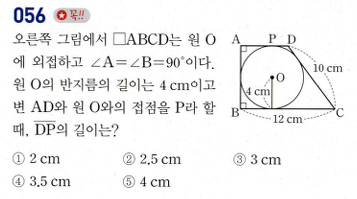 056 꼭!!
오른쪽 그림에서 □ABCD는 원 O
에 외접하고 ∠A=∠B=90°이다.
원 O의 반지름의 길이는 4 cm이고
변 AD와 원 O와의 접점을 P라 할
때, D̅P̅의 길이는?
A P D
O
10 cm
4 cm
B 12 cm C
① 2 cm ② 2.5 cm ③ 3 cm
④ 3.5 cm ⑤ 4 cm